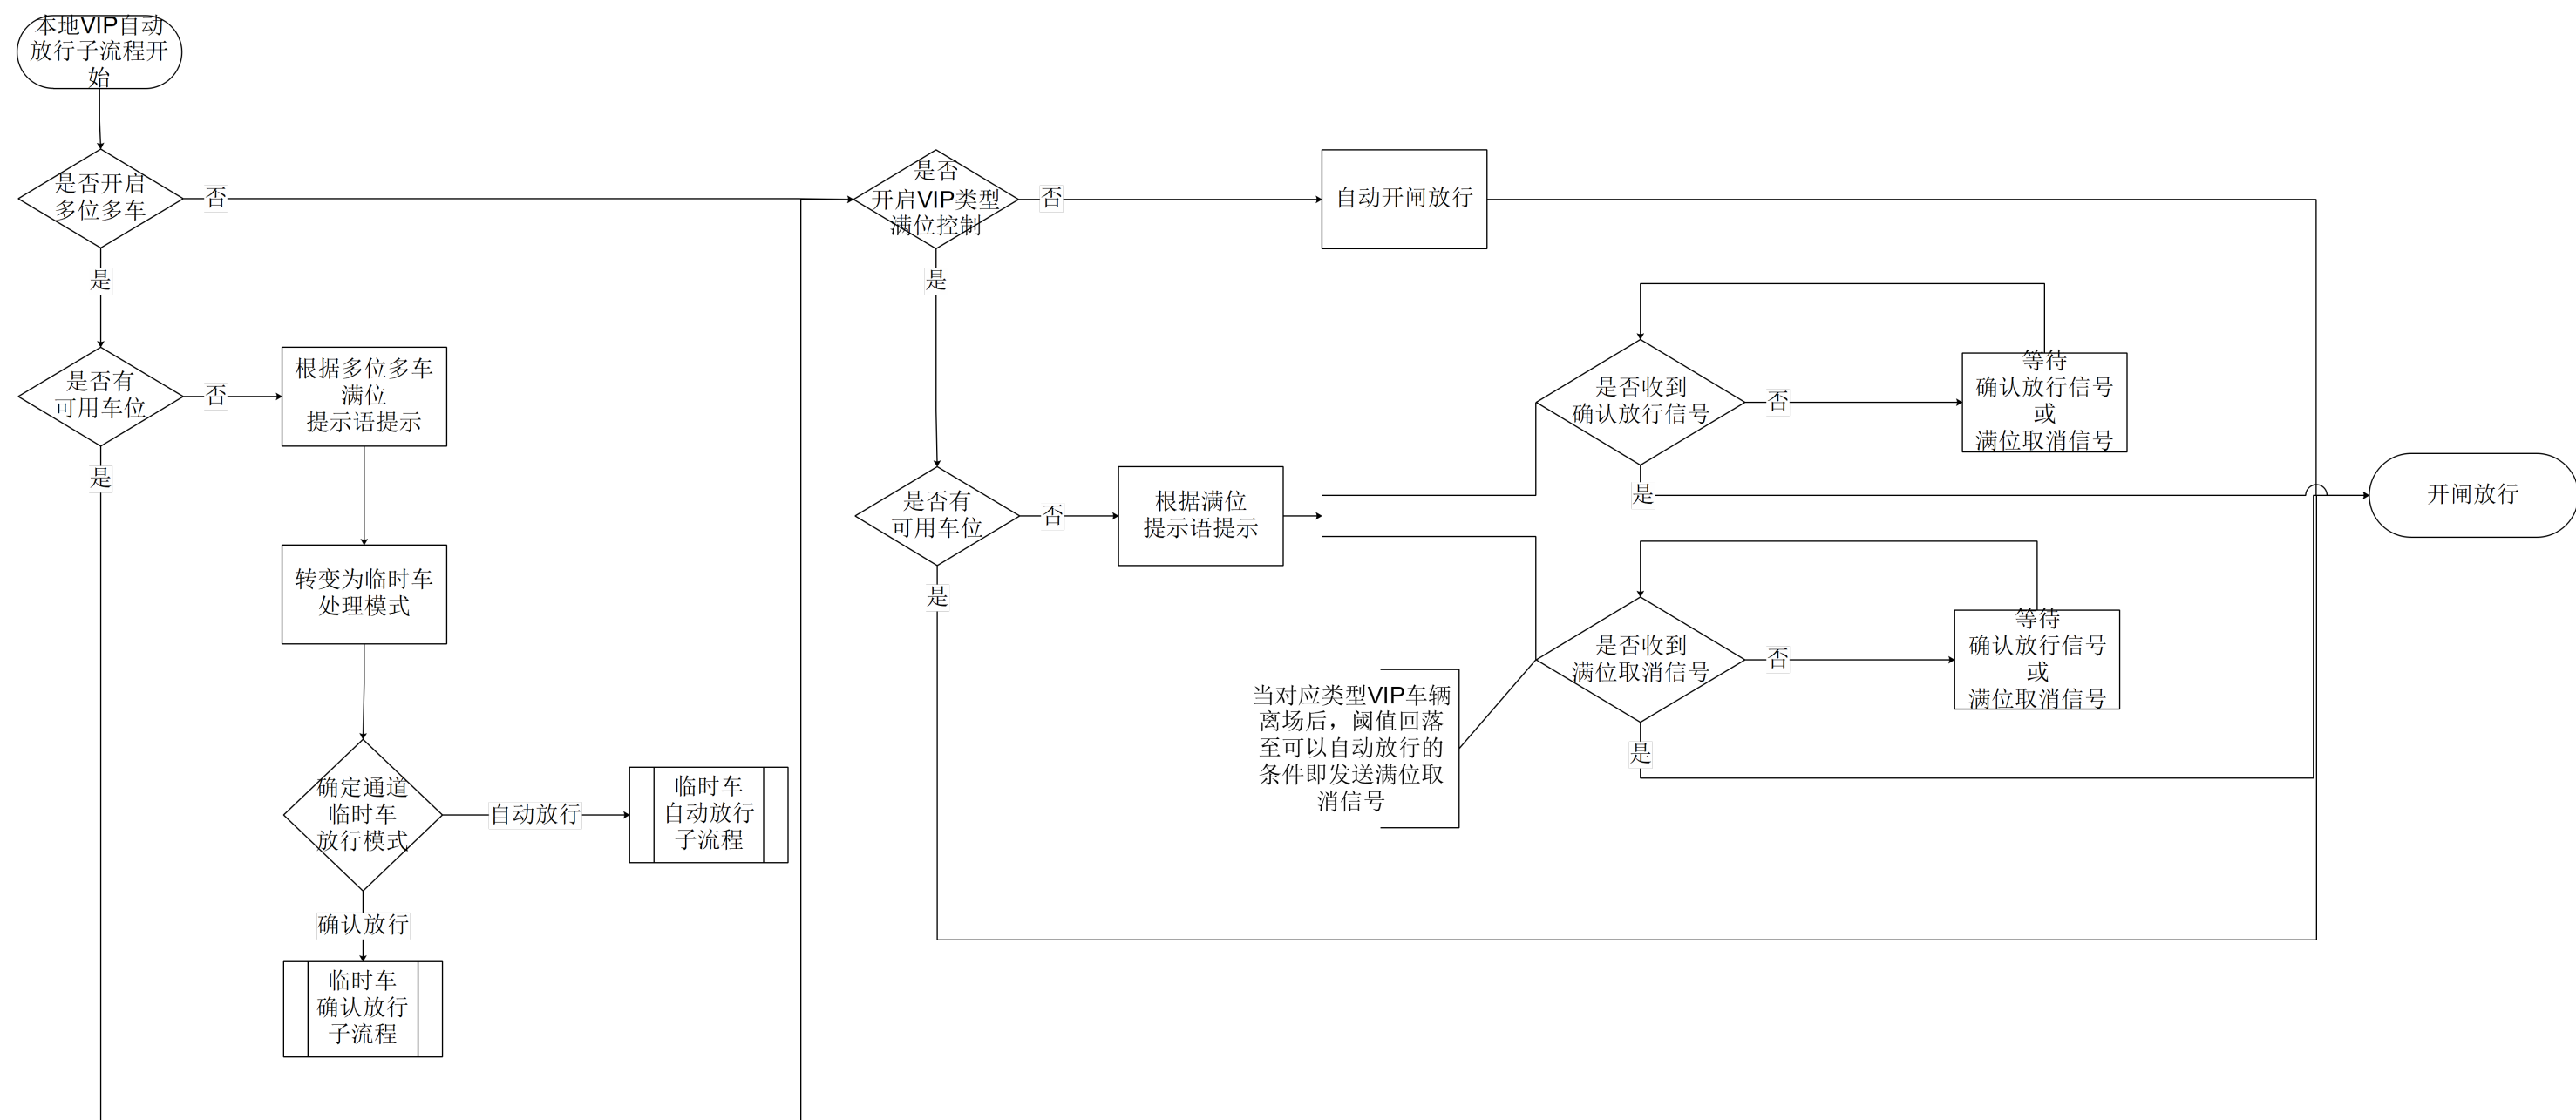 本地VIP自动
放行子流程开
始
是否开启
多位多车
否
是
是否有
可用车位
否
是
根据多位多车
满位
提示语提示
转变为临时车
处理模式
确定通道
临时车
放行模式
自动放行
临时车
自动放行
子流程
确认放行
临时车
确认放行
子流程
是否
开启VIP类型
满位控制
否
自动开闸放行
是
是否有
可用车位
否
根据满位
提示语提示
是
是否收到
确认放行信号
否
等待
确认放行信号
或
满位取消信号
是
开闸放行
是否收到
满位取消信号
否
等待
确认放行信号
或
满位取消信号
是
当对应类型VIP车辆
离场后，阈值回落
至可以自动放行的
条件即发送满位取
消信号